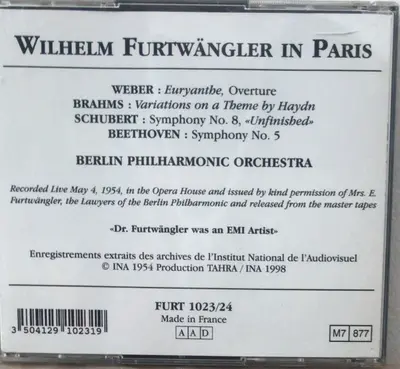 WILHELM FURTWÄNGLER IN PARIS
WEBER : Euryanthe, Overture
BRAHMS : Variations on a Theme by Haydn
SCHUBERT : Symphony No. 8, «Unfinished»
BEETHOVEN : Symphony No. 5
BERLIN PHILHARMONIC ORCHESTRA
Recorded Live May 4, 1954, in the Opera House and issued by kind permission of Mrs. E.
Furtwängler, the Lawyers of the Berlin Philharmonic and released from the master tapes
«Dr. Furtwängler was an EMI Artist»
Enregistrements extraits des archives de l'Institut National de l'Audiovisuel
© INA 1954 Production TAHRA / INA 1998
FURT 1023/24
Made in France
A A D
M7 877
3 504129 102319